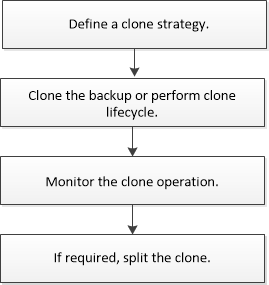 Define a clone strategy.
Clone the backup or perform clone
lifecycle.
Monitor the clone operation.
If required, split the clone.